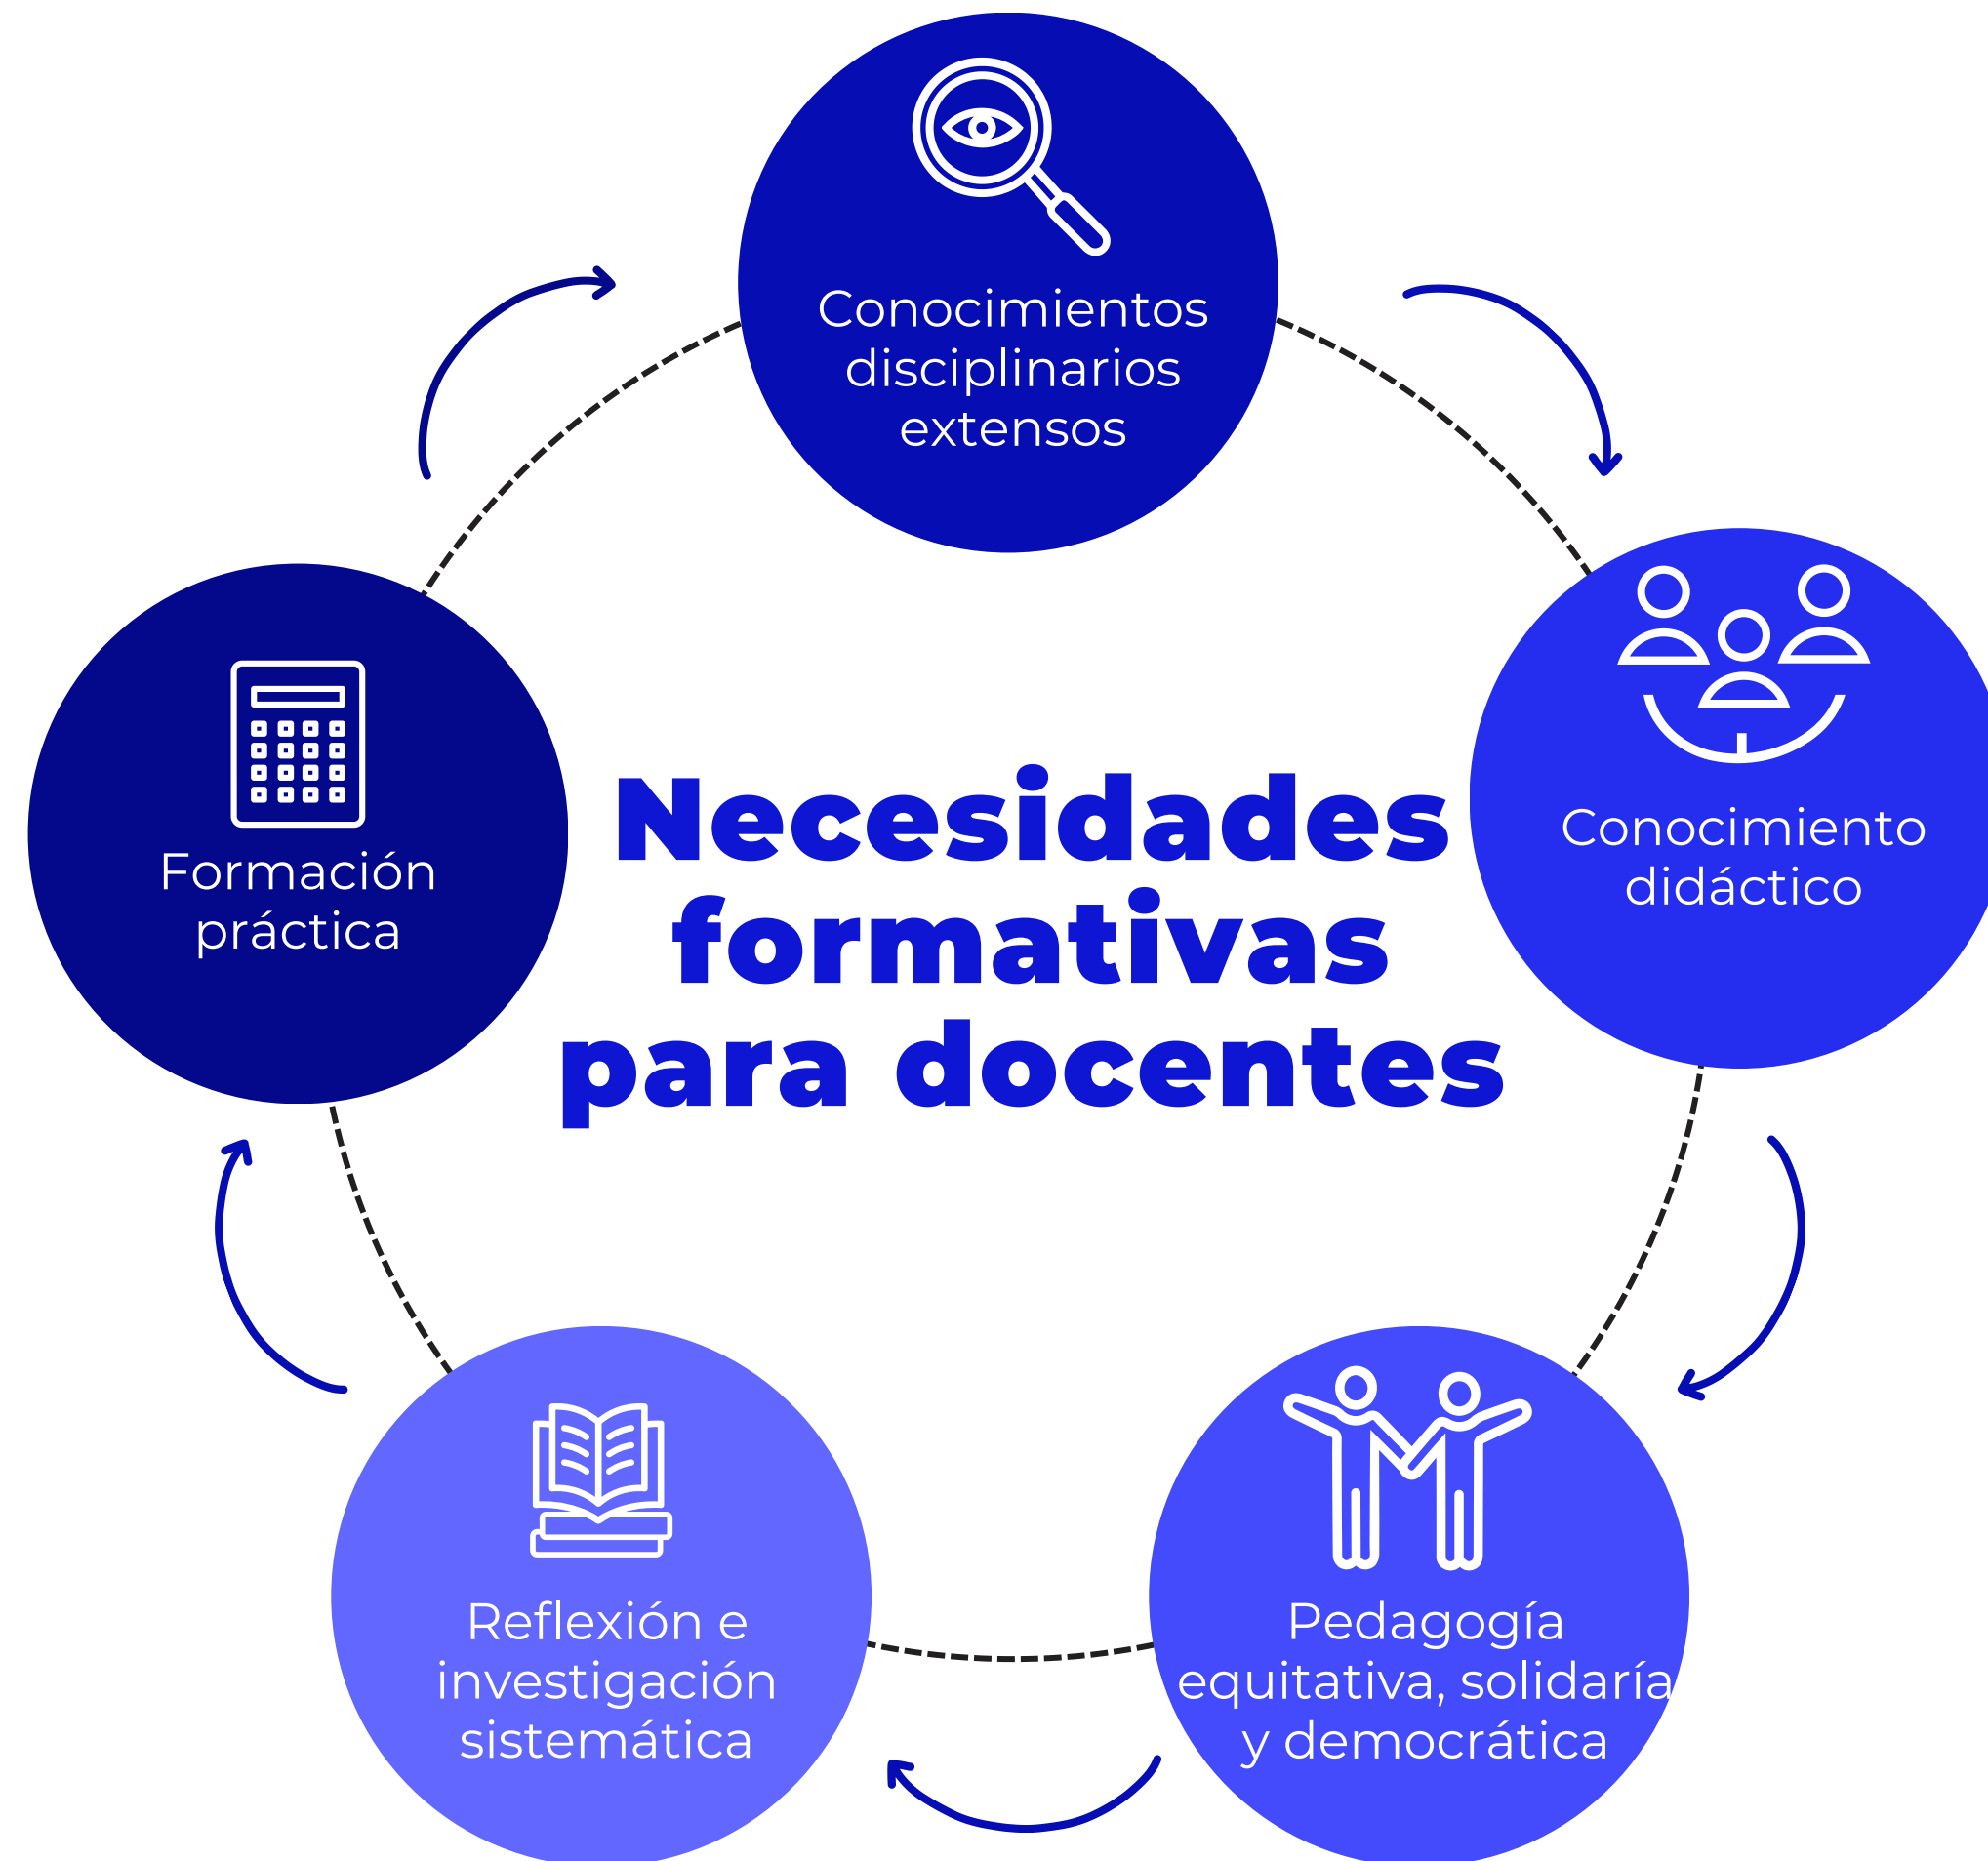 Conocimientos
disciplinarios
extensos
Conocimiento
didáctico
Formación
práctica
Necesidades
formativas
para docentes
Reflexión e
investigación
sistemática
Pedagogía
equitativa, solidaría
y democrática